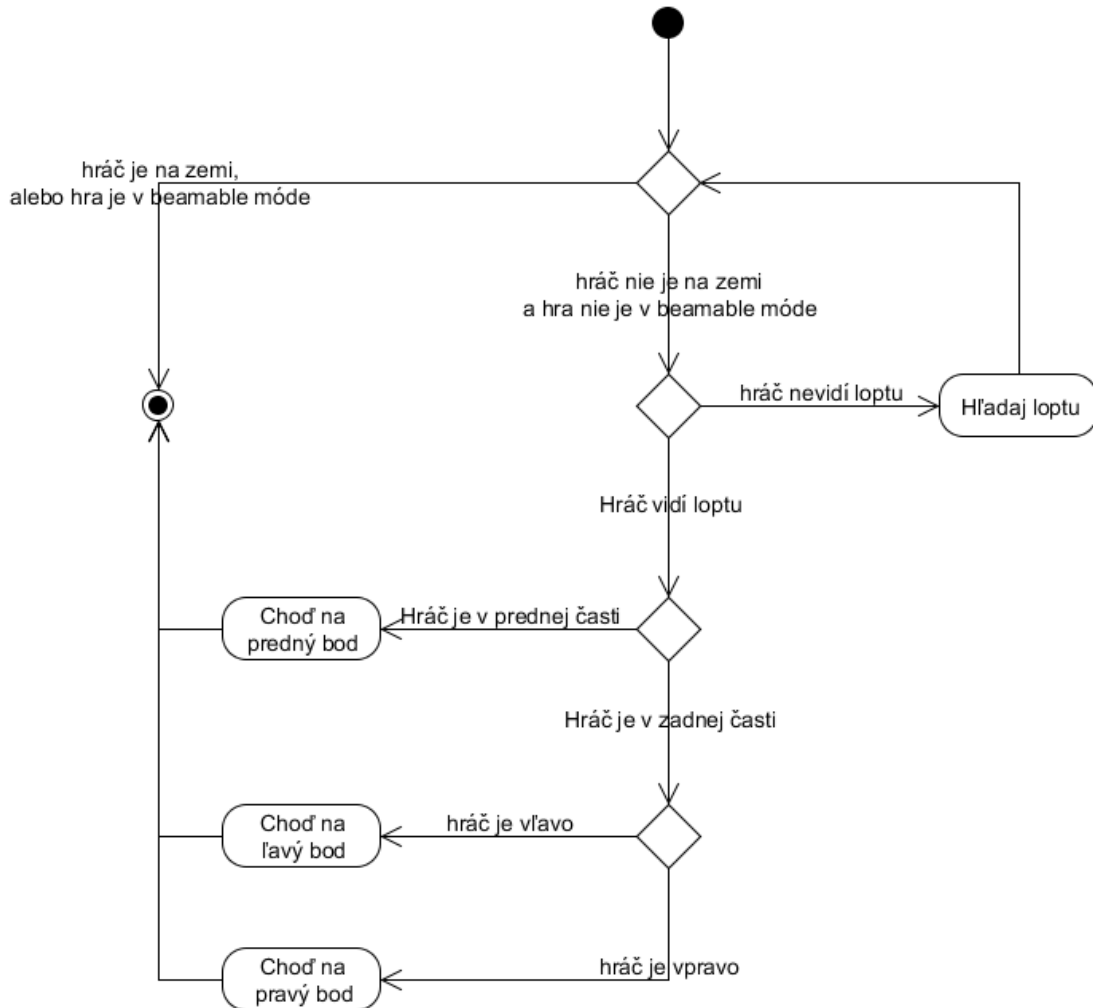 hráč je na zemi,
alebo hra je v beamable móde
hráč nie je na zemi
a hra nie je v beamable móde
hráč nevidí loptu
Hľadaj loptu
Hráč vidí loptu
Choď na
predný bod
Hráč je v prednej časti
Hráč je v zadnej časti
Choď na
ľavý bod
hráč je vľavo
Choď na
pravý bod
hráč je vpravo